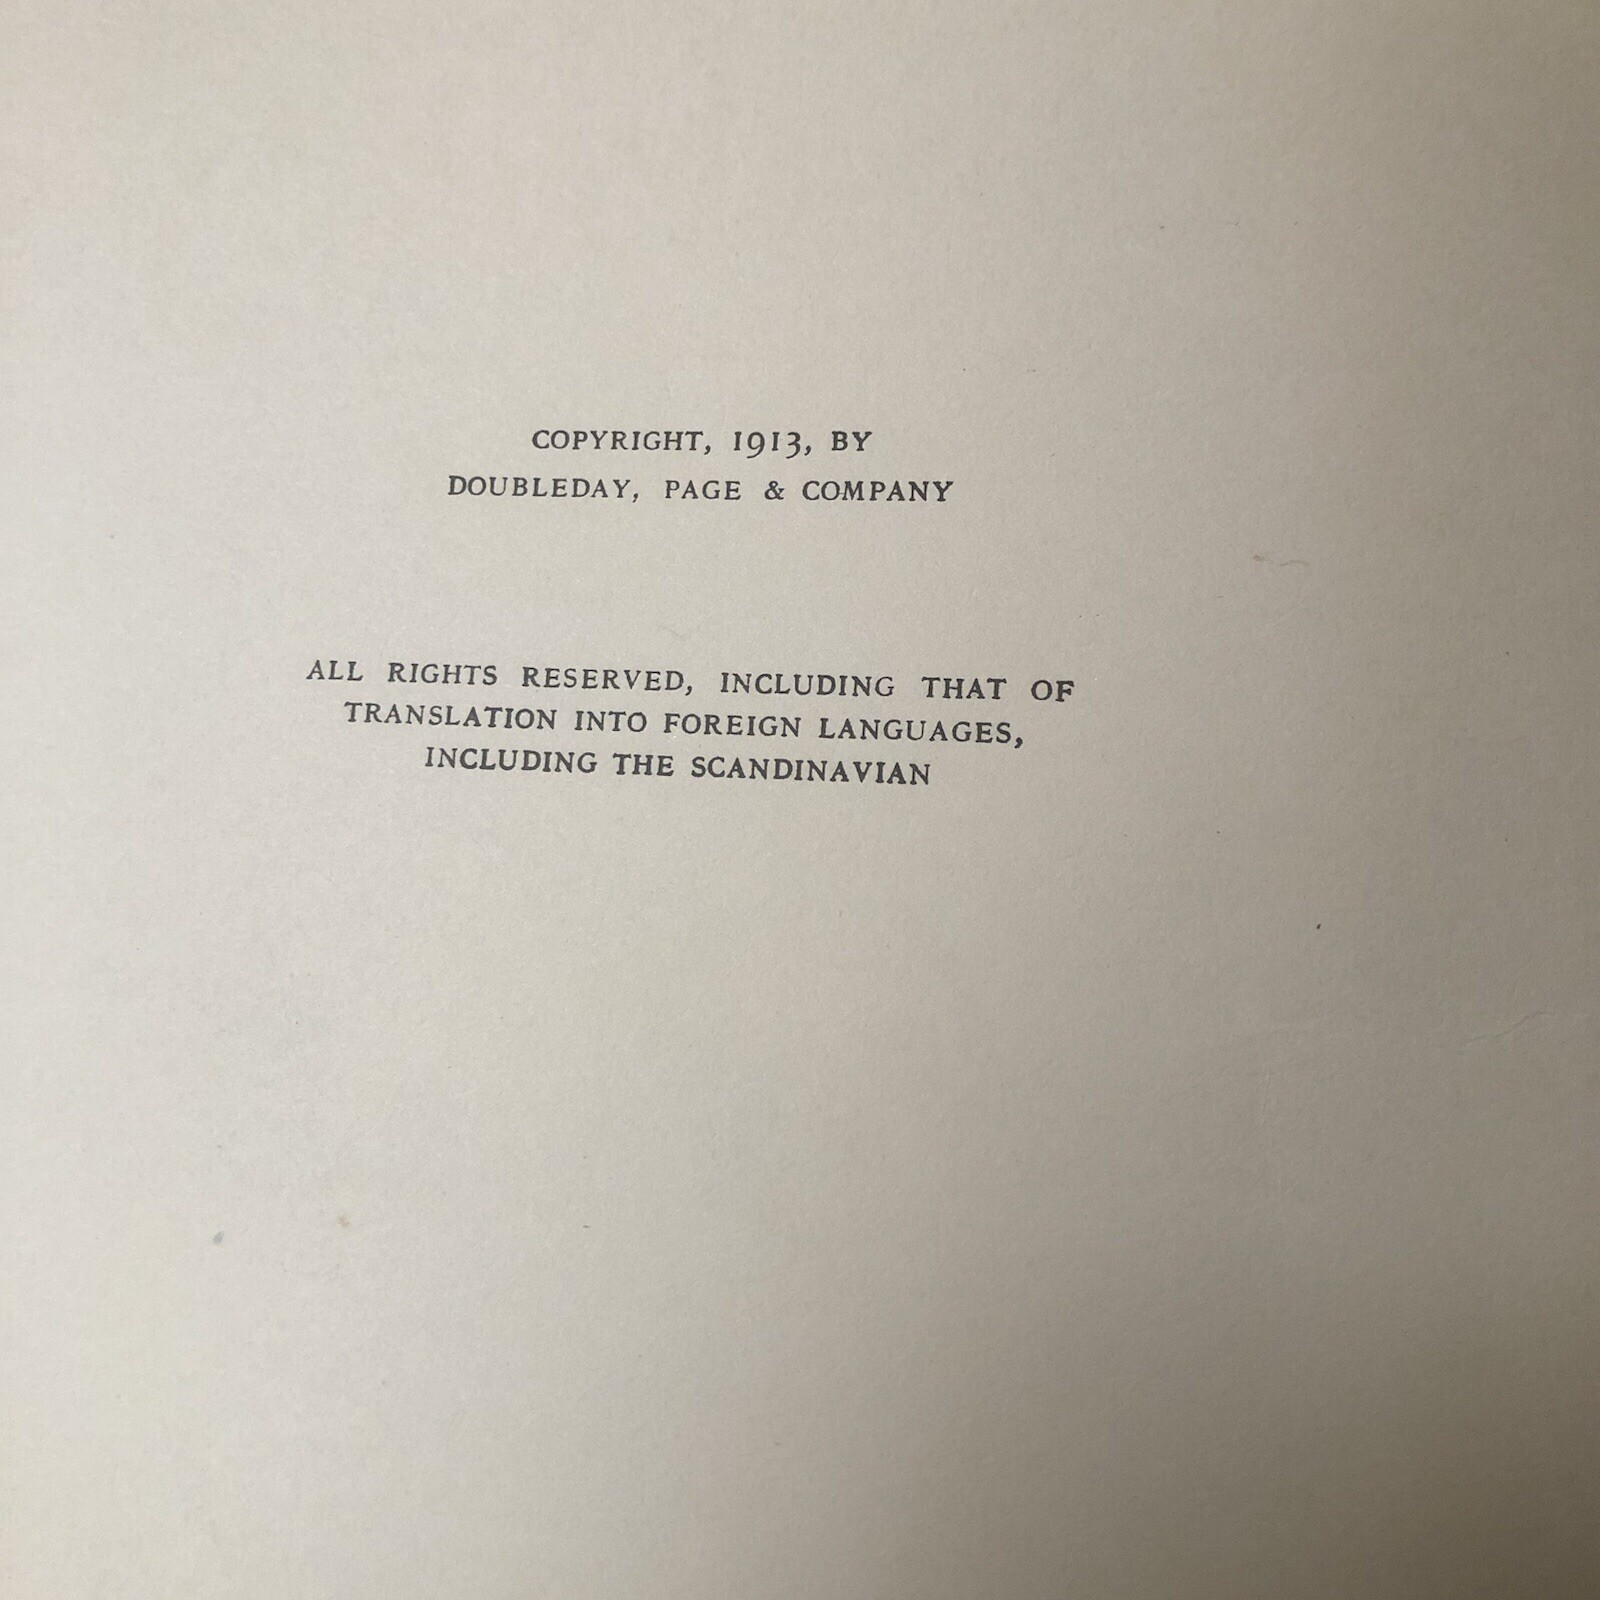 COPYRIGHT, 1913, BY
DOUBLEDAY, PAGE & COMPANY
ALL RIGHTS RESERVED, INCLUDING THAT OF
TRANSLATION INTO FOREIGN LANGUAGES,
INCLUDING THE SCANDINAVIAN